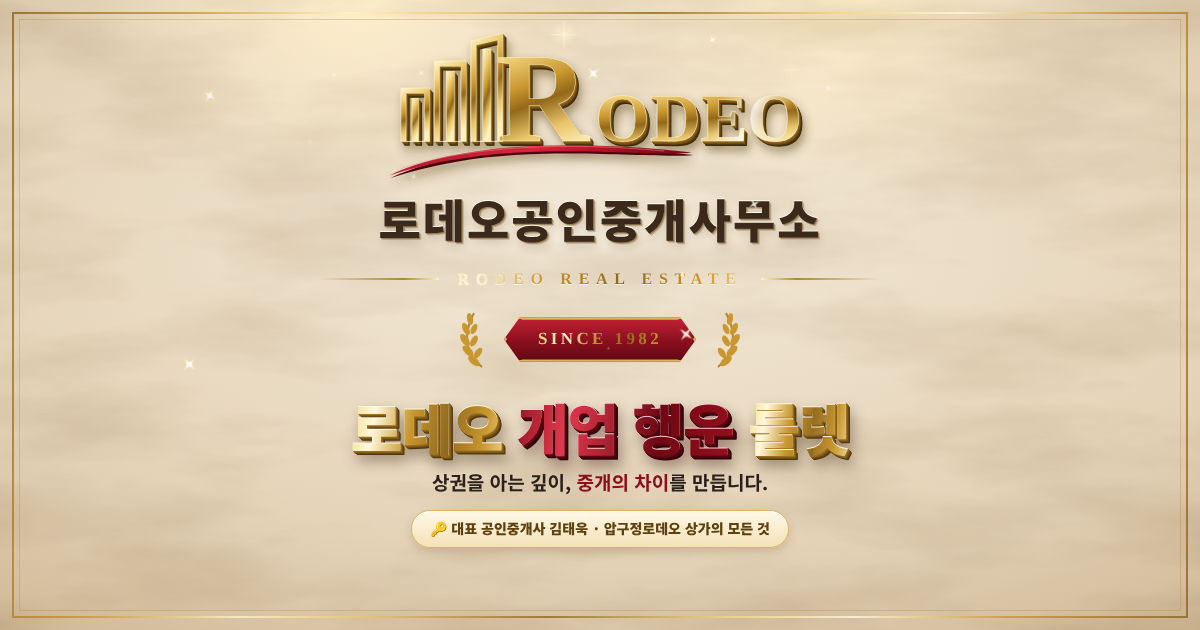 RODEO
로데오공인중개사무소
RODEO REAL ESTATE
SINCE 1982
로데오 개업 행운 룰렛
상권을 아는 깊이, 중개의 차이를 만듭니다.
🔑 대표 공인중개사 김태욱 · 압구정로데오 상가의 모든 것